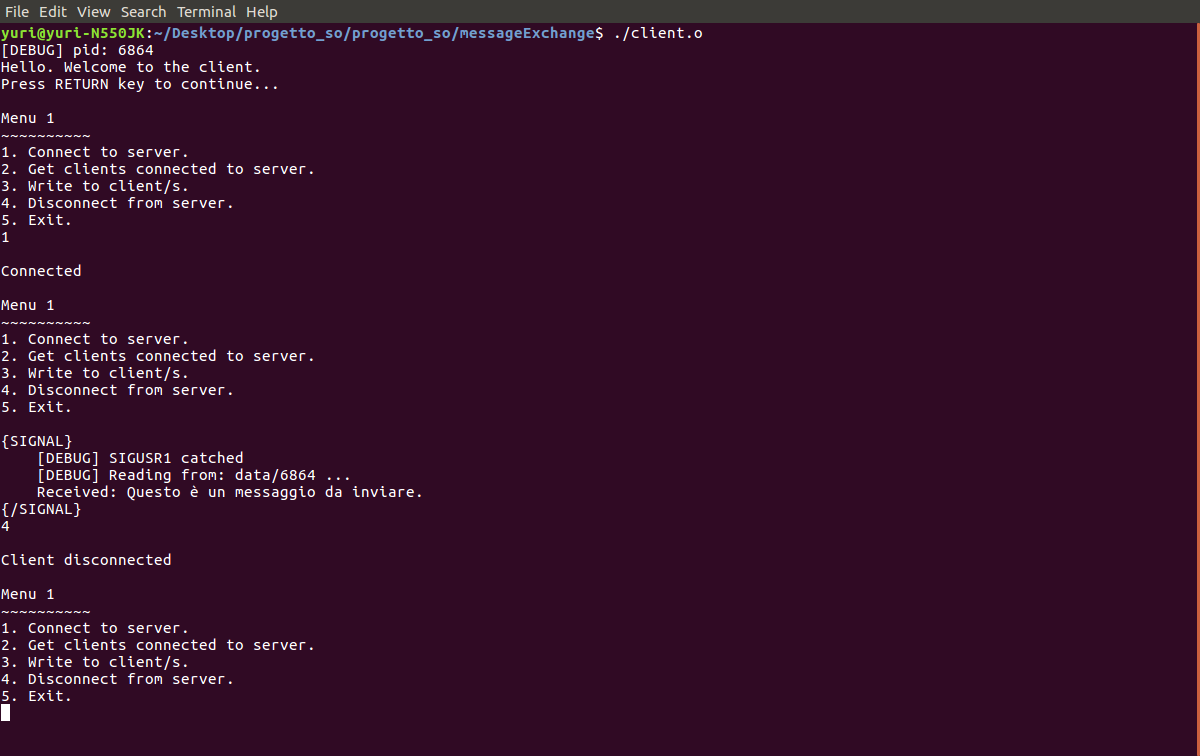 File Edit View Search Terminal Help
yuri@yuri-N550JK:~/Desktop/progetto_so/progetto_so/messageExchange$ ./client.o
[DEBUG] pid: 6864
Hello. Welcome to the client.
Press RETURN key to continue...
Menu 1
~~~~~~~~~~
1. Connect to server.
2. Get clients connected to server.
3. Write to client/s.
4. Disconnect from server.
5. Exit.
1
Connected
Menu 1
~~~~~~~~~~
1. Connect to server.
2. Get clients connected to server.
3. Write to client/s.
4. Disconnect from server.
5. Exit.
{SIGNAL}
[DEBUG] SIGUSR1 catched
[DEBUG] Reading from: data/6864 ...
Received: Questo è un messaggio da inviare.
{/SIGNAL}
4
Client disconnected
Menu 1
~~~~~~~~~~
1. Connect to server.
2. Get clients connected to server.
3. Write to client/s.
4. Disconnect from server.
5. Exit.